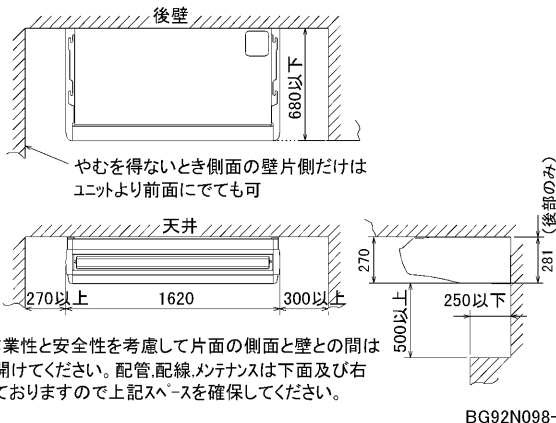 後壁
680以下
やむを得ないとき側面の壁片側だけは
ユニットより前面にでても可
天井
270以上
1620
300以上
270
281
(後部のみ)
500以上
250以下
業性と安全性を考慮して片面の側面と壁との間は
開けてください。配管,配線,メンテナンスは下面及び右
ておりますので上記スペースを確保してください。
BG92N098-